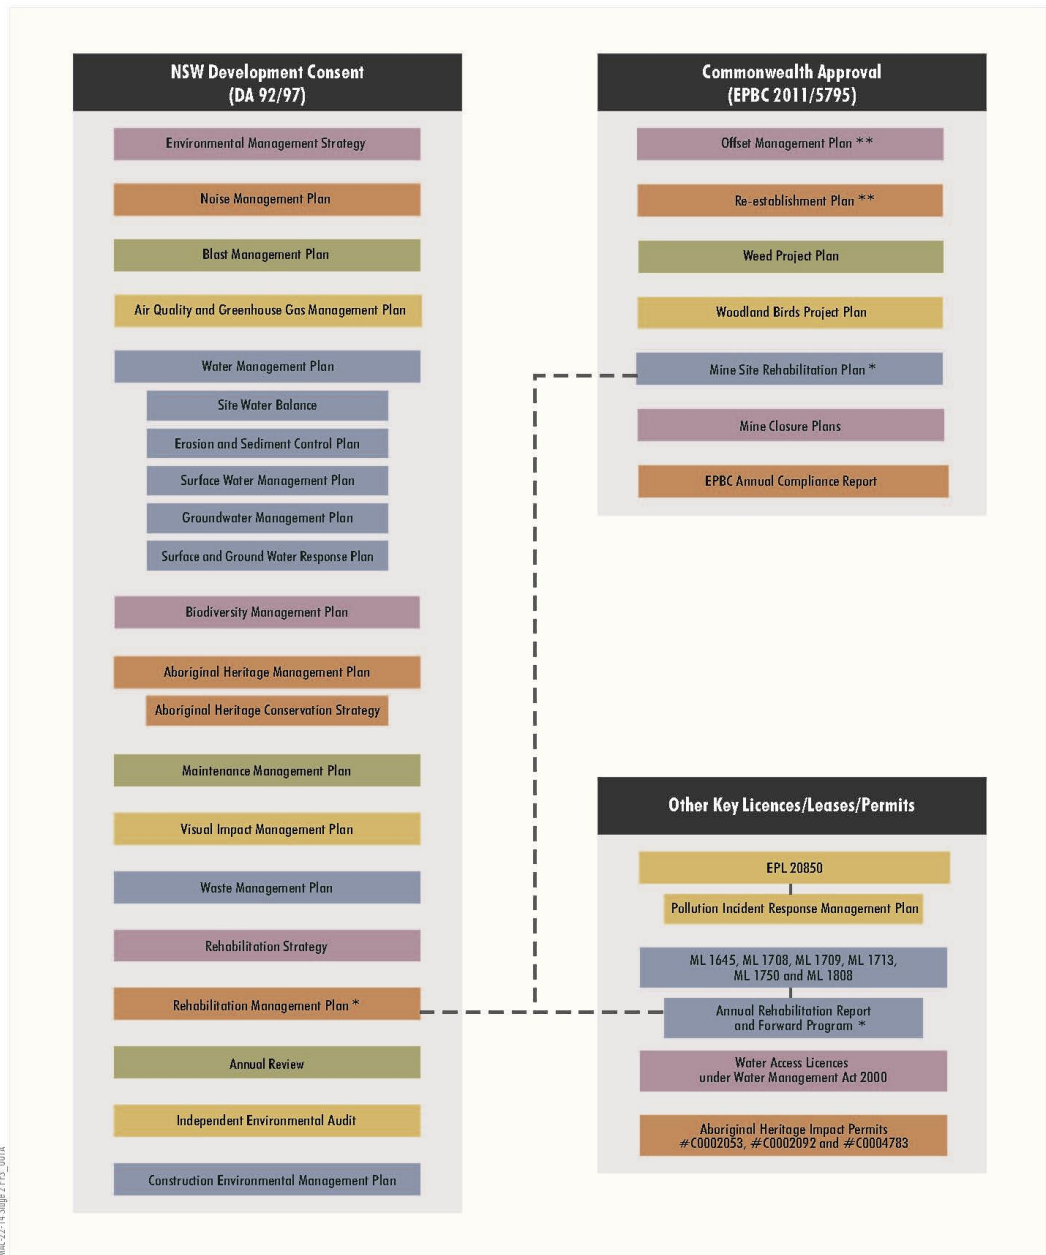 NSW Development Consent
(DA 92/97)
Environmental Management Strategy
Noise Management Plan
Blast Management Plan
Air Quality and Greenhouse Gas Management Plan
Water Management Plan
Site Water Balance
Erosion and Sediment Control Plan
Surface Water Management Plan
Groundwater Management Plan
Surface and Ground Water Response Plan
Biodiversity Management Plan
Aboriginal Heritage Management Plan
Aboriginal Heritage Conservation Strategy
Maintenance Management Plan
Visual Impact Management Plan
Waste Management Plan
Rehabilitation Strategy
Rehabilitation Management Plan *
Annual Review
Independent Environmental Audit
Construction Environmental Management Plan
Commonwealth Approval
(EPBC 2011/5795)
Offset Management Plan **
Re-establishment Plan **
Weed Project Plan
Woodland Birds Project Plan
Mine Site Rehabilitation Plan *
Mine Closure Plans
EPBC Annual Compliance Report
Other Key Licences/Leases/Permits
EPL 20850
Pollution Incident Response Management Plan
ML 1645, ML 1708, ML 1709, ML 1713,
ML 1750 and ML 1808
Annual Rehabilitation Report
and Forward Program *
Water Access Licences
under Water Management Act 2000
Aboriginal Heritage Impact Permits
#C0002053, #C0002092 and #C0004783